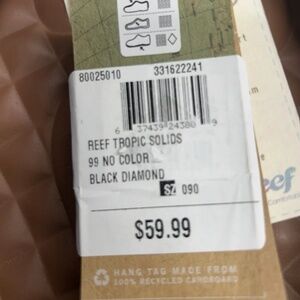 80025010 331622241
6 37439 24380 9
REEF TROPIC SOLIDS
99 NO COLOR
BLACK DIAMOND
SZ 090
$59.99
HANG TAG MADE FROM
100% RECYCLED CARDBOARD
eef